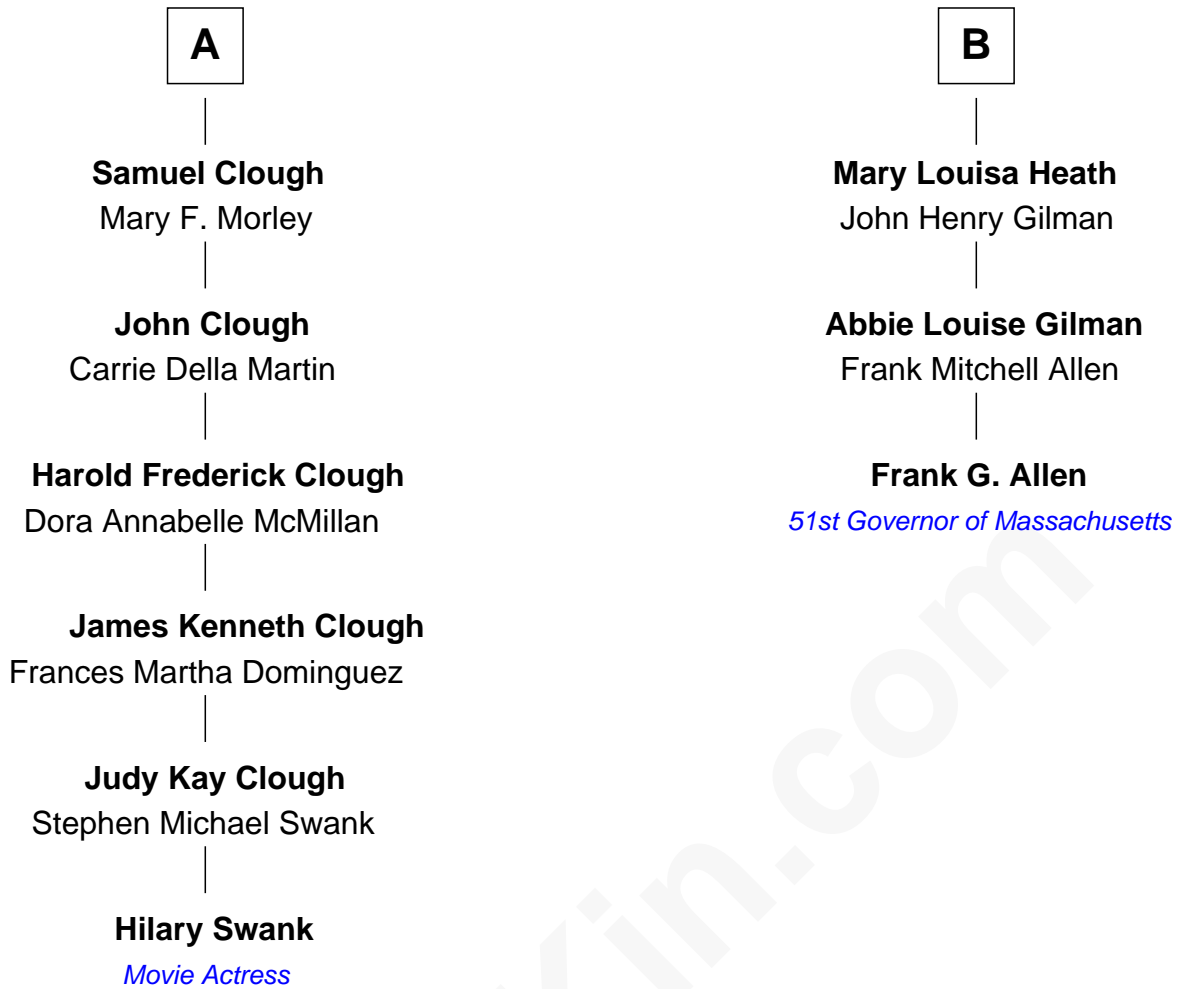 A
Samuel Clough
Mary F. Morley
John Clough
Carrie Della Martin
Harold Frederick Clough
Dora Annabelle McMillan
James Kenneth Clough
Frances Martha Dominguez
Judy Kay Clough
Stephen Michael Swank
Hilary Swank
Movie Actress
B
Mary Louisa Heath
John Henry Gilman
Abbie Louise Gilman
Frank Mitchell Allen
Frank G. Allen
51st Governor of Massachusetts
Kin.com